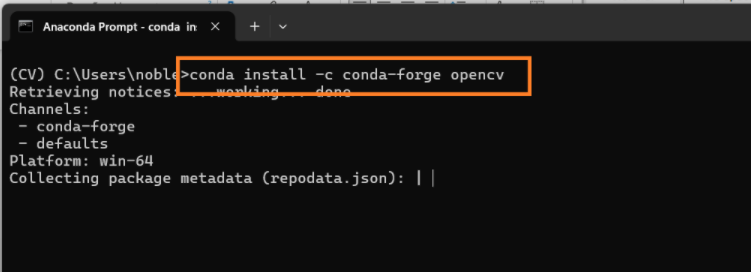 Anaconda Prompt - conda ins
(CV) C:\Users\noble>conda install -c conda-forge opencv
Retrieving notices: ...working... done
Channels:
 - conda-forge
 - defaults
Platform: win-64
Collecting package metadata (repodata.json): |